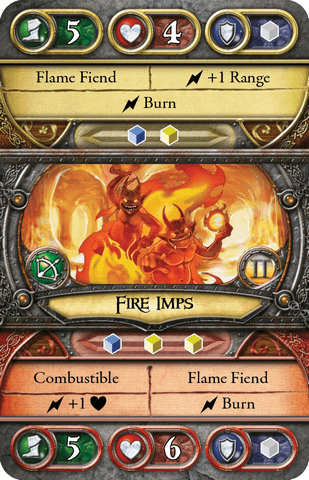 5 4
Flame Fiend +1 Range
Burn
II
FIRE IMPS
Combustible Flame Fiend
+1 Burn
5 6